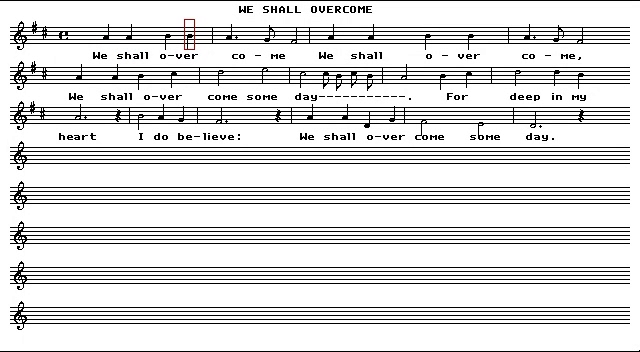 WE SHALL OVERCOME
We shall o-ver co - me We shall o - ver co - me,
We shall o-ver come some day-----------. For deep in my
heart I do be-lieve: We shall o-ver come some day.